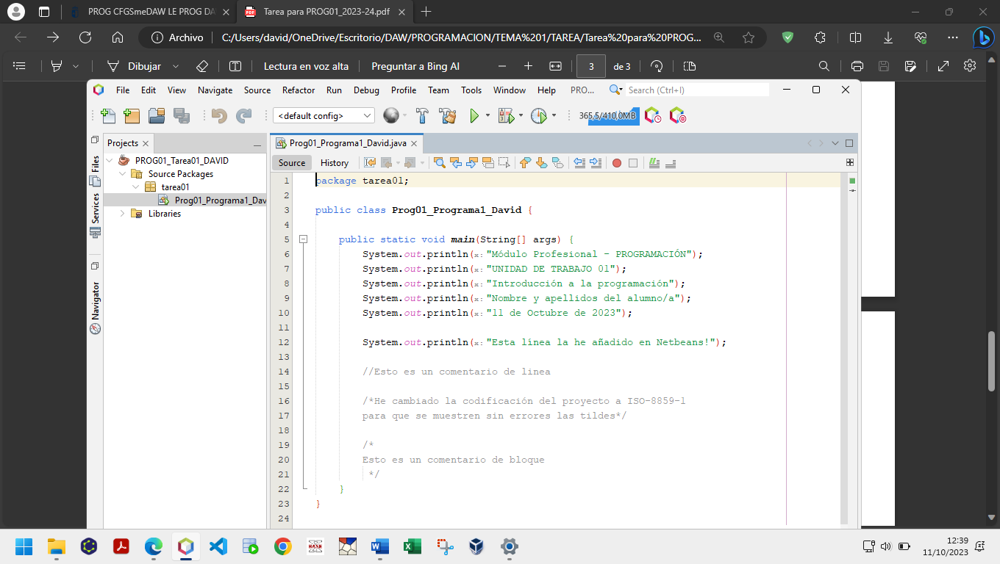 PROG CFGSmeDAW LE PROG DA
Tarea para PROG01_2023-24.pdf
Archivo
C:/Users/david/OneDrive/Escritorio/DAW/PROGRAMACION/TEMA%201/TAREA/Tarea%20para%20PROG...
Dibujar
Lectura en voz alta
Preguntar a Bing AI
3 de 3
File Edit View Navigate Source Refactor Run Debug Profile Team Tools Window Help PRO... Search (Ctrl+I)
<default config>
365,5/410,0MB
Projects
Prog01_Programa1_David.java
Files
Services
Navigator
PROG01_Tarea01_DAVID
Source Packages
tarea01
Prog01_Programa1_Dav
Libraries
Source History
1 package tarea01;
2
3 public class Prog01_Programa1_David {
4
5 public static void main(String[] args) {
6 System.out.println(x:"Módulo Profesional - PROGRAMACIÓN");
7 System.out.println(x:"UNIDAD DE TRABAJO 01");
8 System.out.println(x:"Introducción a la programación");
9 System.out.println(x:"Nombre y apellidos del alumno/a");
10 System.out.println(x:"11 de Octubre de 2023");
11
12 System.out.println(x:"Esta línea la he añadido en Netbeans!");
13
14 //Esto es un comentario de linea
15
16 /*He cambiado la codificación del proyecto a ISO-8859-1
17 para que se muestren sin errores las tildes*/
18
19 /*
20 Esto es un comentario de bloque
21 */
22 }
23 }
24
12:39
11/10/2023